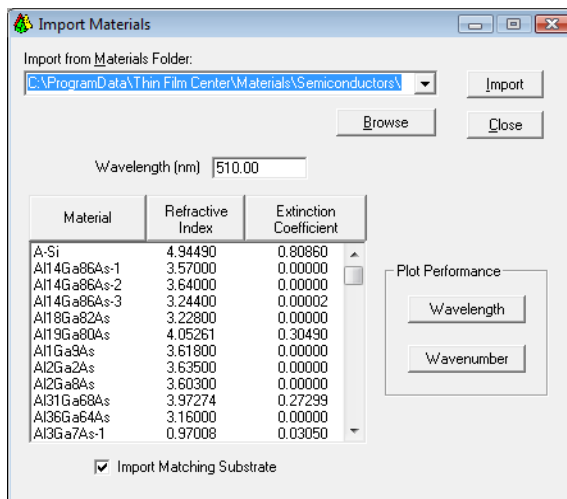 Import Materials
Import from Materials Folder:
C:\ProgramData\Thin Film Center\Materials\Semiconductors\
Import
Browse
Close
Wavelength (nm) 510.00
Material Refractive Index Extinction Coefficient
A-Si 4.94490 0.80860
Al14Ga86As-1 3.57000 0.00000
Al14Ga86As-2 3.64000 0.00000
Al14Ga86As-3 3.24400 0.00002
Al18Ga82As 3.22800 0.00000
Al19Ga80As 4.05261 0.30490
Al1Ga9As 3.61800 0.00000
Al2Ga2As 3.63500 0.00000
Al2Ga8As 3.60300 0.00000
Al31Ga68As 3.97274 0.27299
Al36Ga64As 3.16000 0.00000
Al3Ga7As-1 0.97008 0.03050
Plot Performance
Wavelength
Wavenumber
Import Matching Substrate